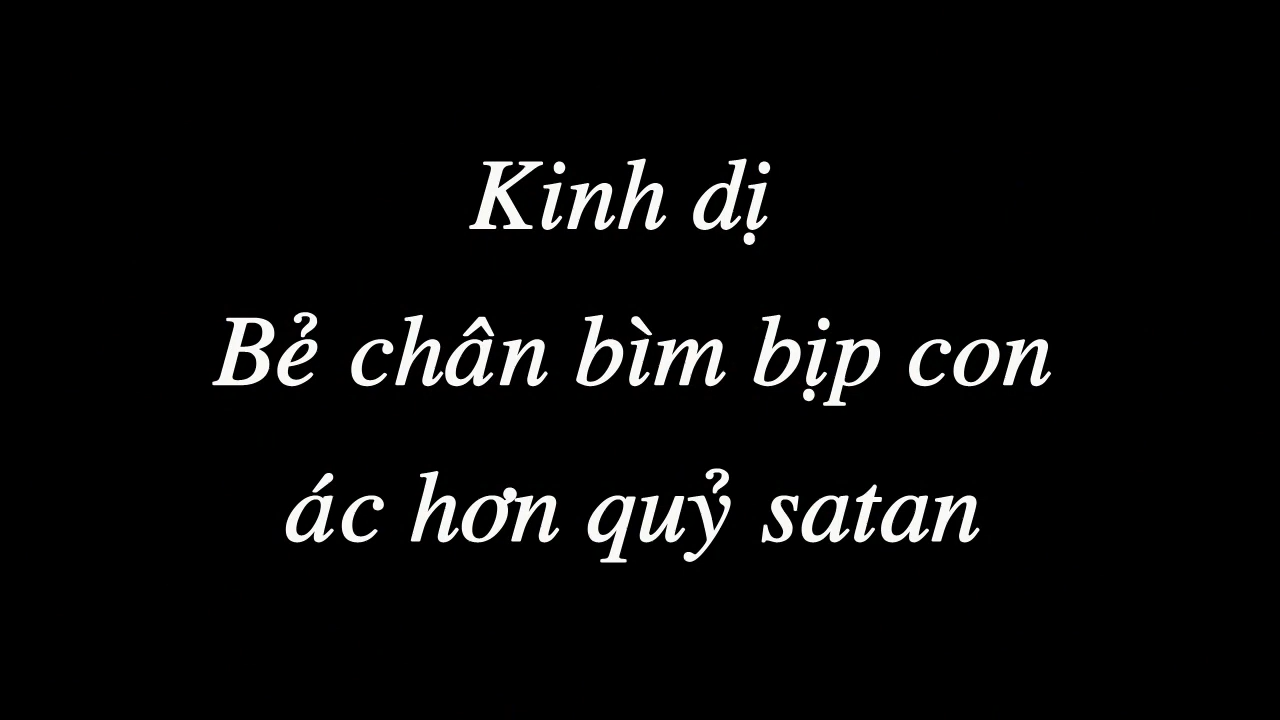 Kinh dị
Bẻ chân bìm bịp con
ác hơn quỷ satan